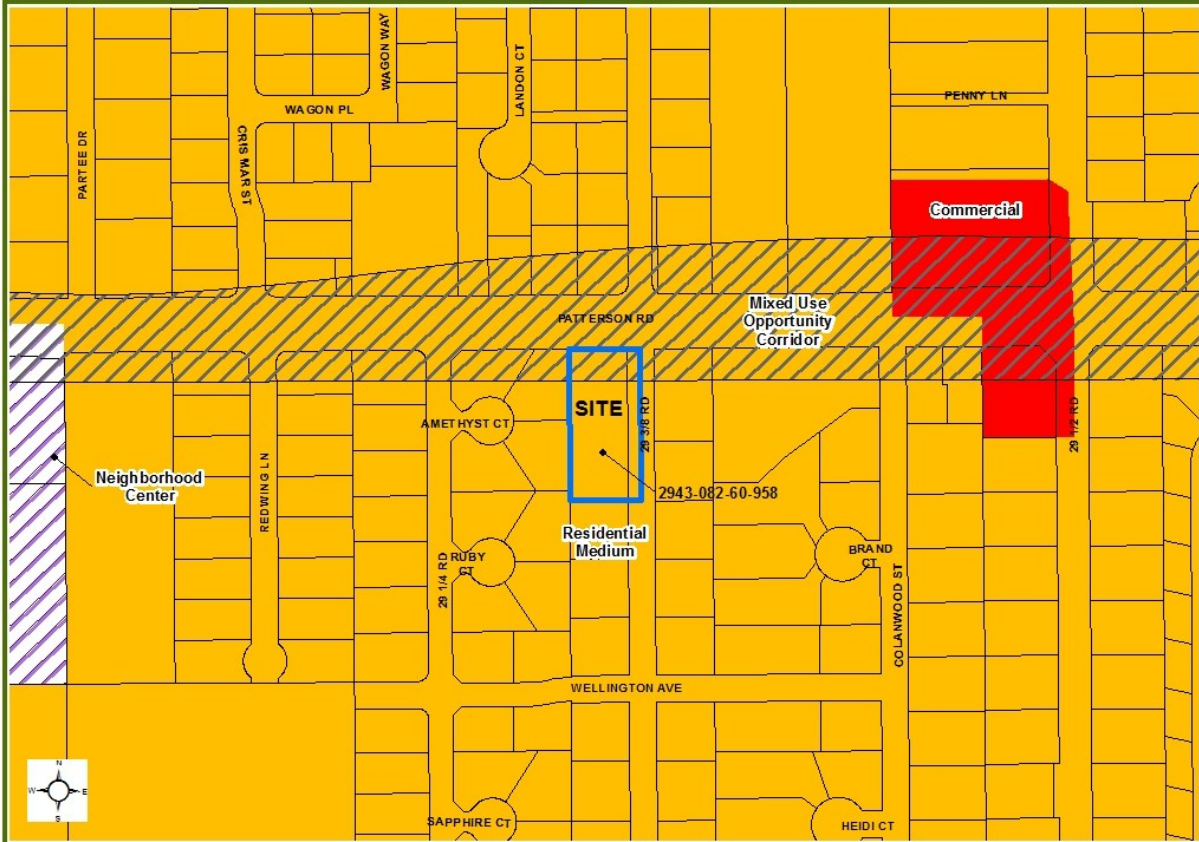 WAGON WAY
LANDON CT
WAGON PL
PENNY LN
PARTEE DR
CRIS MAR ST
Commercial
Mixed Use
Opportunity
Corridor
PATTERSON RD
SITE
AMETHYST CT
29 3/8 RD
29 1/2 RD
Neighborhood
Center
REDWING LN
2943-082-60-958
Residential
Medium
RUBY
CT
BRAND
CT
29 1/4 RD
COLANWOOD ST
WELLINGTON AVE
N
W
E
S
SAPPHIRE CT
HEIDI CT